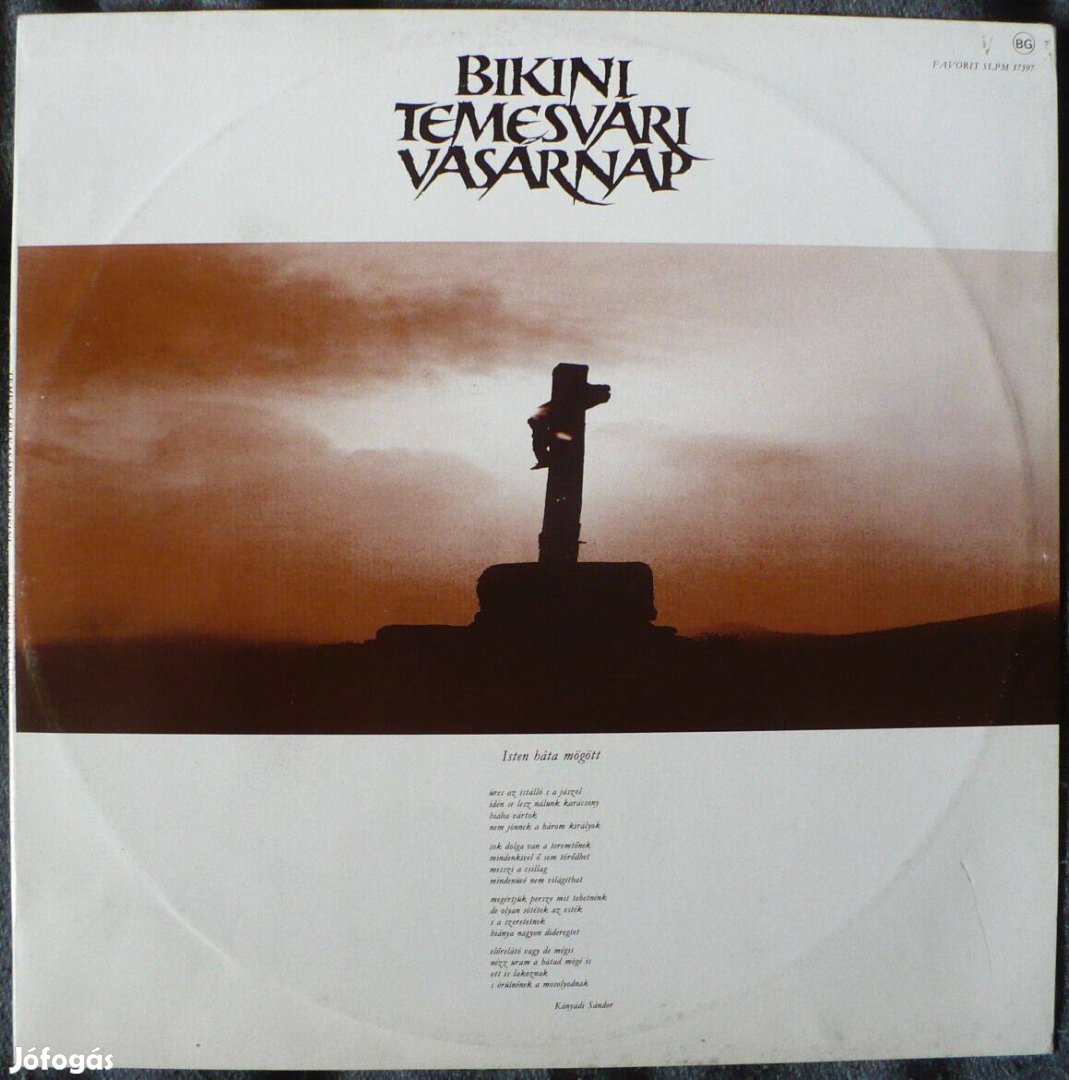 BIKINI
TEMESVÁRI
VASÁRNAP
BG
FAVORIT SLPM 37397
Isten háta mögött
üres az istálló s a jászol
idén se lesz nálunk karácsony
hiába vártok
nem jönnek a három királyok
sok dolga van a teremtőnek
mindenkivel ő sem törődhet
messzi a csillag
mindenüvé nem világíthat
megértjük persze mit tehetnénk
de olyan sötétek az esték
s a szeretetnek
hiánya nagyon dideregtet
előrelátó vagy de mégis
nézz uram a hátad mögé is
ott is lakoznak
s örülnének a mosolyodnak
Kányádi Sándor
Jófogás